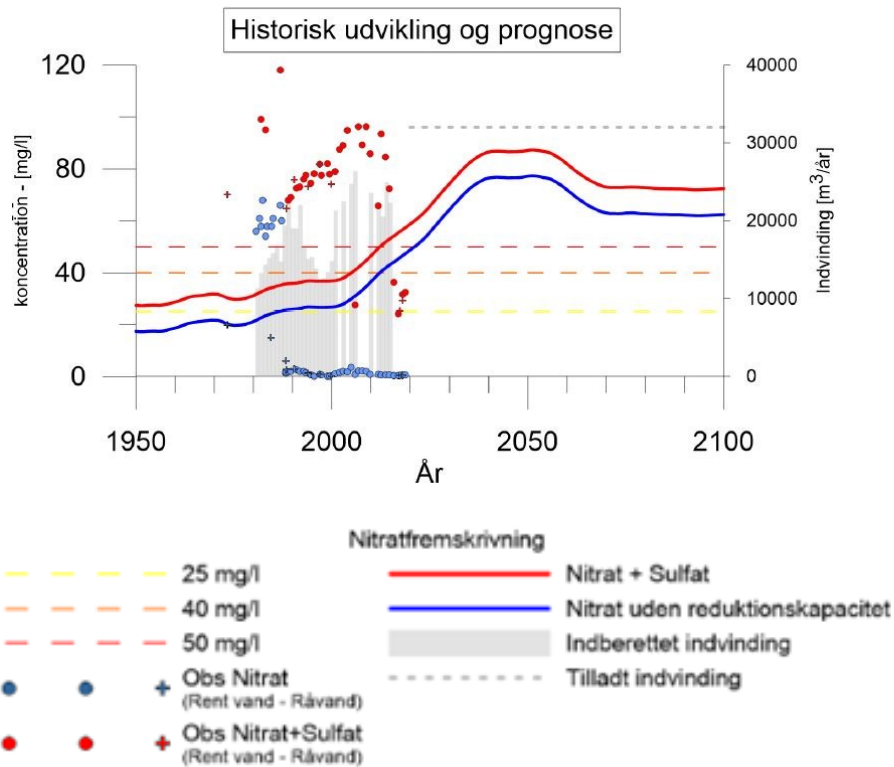 Historisk udvikling og prognose
120
80
40
0
koncentration - [mg/l]
40000
30000
20000
10000
0
Indvinding [m³/år]
1950
2000
2050
2100
År
Nitratfremskrivning
25 mg/l
40 mg/l
50 mg/l
Obs Nitrat
(Rent vand - Råvand)
Obs Nitrat+Sulfat
(Rent vand - Råvand)
Nitrat + Sulfat
Nitrat uden reduktionskapacitet
Indberettet indvinding
Tilladt indvinding